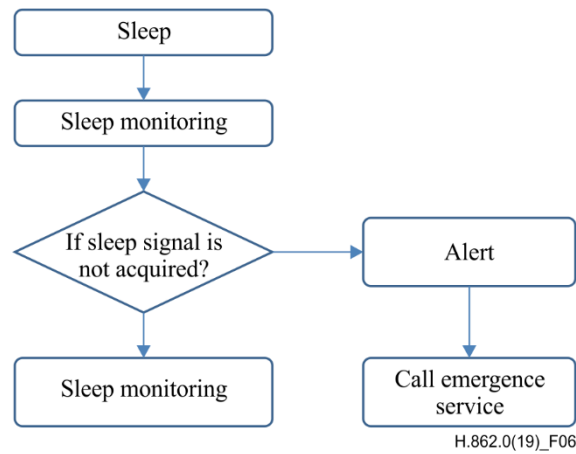 Sleep
Sleep monitoring
If sleep signal is
not acquired?
Alert
Sleep monitoring
Call emergence
service
H.862.0(19)_F06